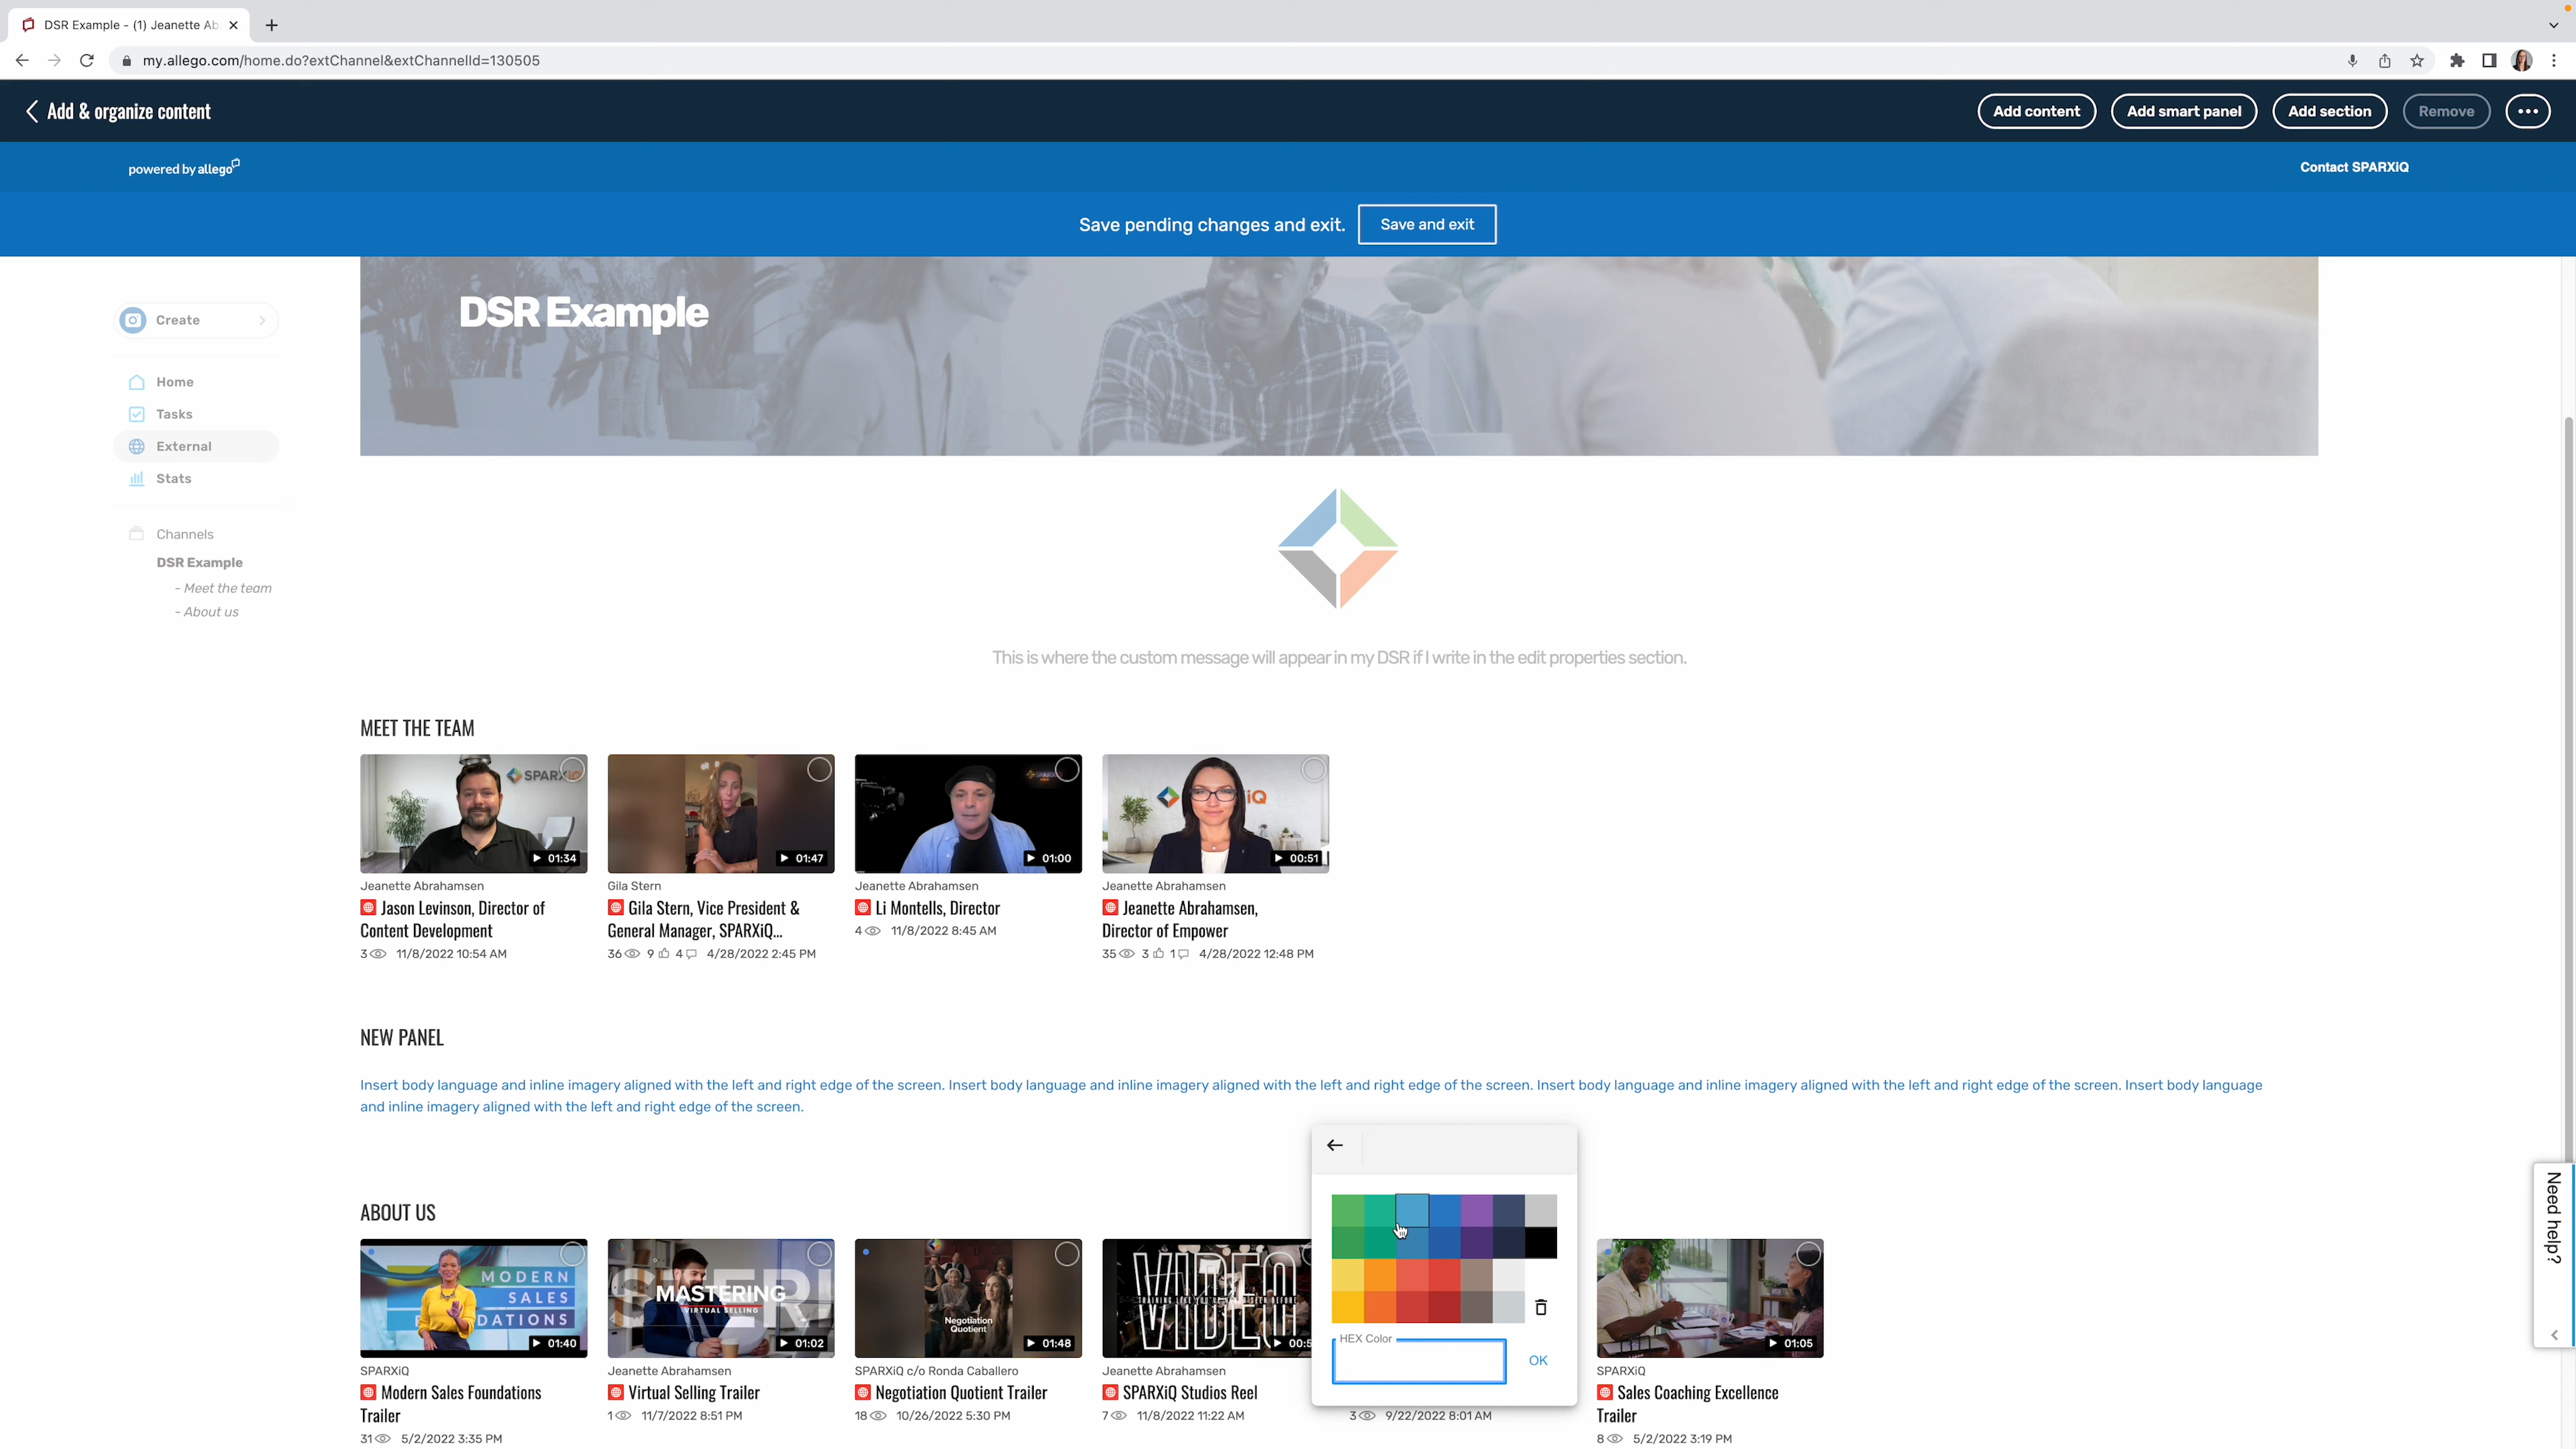 DSR Example - (1) Jeanette Ab
my.allego.com/home.do?extChannel&extChannelId=130505
Add & organize content
Add content
Add smart panel
Add section
Remove
powered by allego
Contact SPARXiQ
Save pending changes and exit.
Save and exit
DSR Example
Create
Home
Tasks
External
Stats
Channels
DSR Example
- Meet the team
- About us
This is where the custom message will appear in my DSR if I write in the edit properties section.
MEET THE TEAM
SPARXiQ
iQ
01:34
01:47
01:00
00:51
Jeanette Abrahamsen
Jason Levinson, Director of
Content Development
3 11/8/2022 10:54 AM
Gila Stern
Gila Stern, Vice President &
General Manager, SPARXiQ...
36 9 4 4/28/2022 2:45 PM
Jeanette Abrahamsen
Li Montells, Director
4 11/8/2022 8:45 AM
Jeanette Abrahamsen
Jeanette Abrahamsen,
Director of Empower
35 3 1 4/28/2022 12:48 PM
NEW PANEL
Insert body language and inline imagery aligned with the left and right edge of the screen. Insert body language and inline imagery aligned with the left and right edge of the screen. Insert body language and inline imagery aligned with the left and right edge of the screen. Insert body language
and inline imagery aligned with the left and right edge of the screen.
Need help?
ABOUT US
MODERN
SALES
DATIONS
01:40
MASTERING
VIRTUAL SELLING
01:02
Negotiation
Quotient
01:48
VIDEO
00:5
HEX Color
OK
01:05
SPARXiQ
Modern Sales Foundations
Trailer
31 5/2/2022 3:35 PM
Jeanette Abrahamsen
Virtual Selling Trailer
1 11/7/2022 8:51 PM
SPARXiQ c/o Ronda Caballero
Negotiation Quotient Trailer
18 10/26/2022 5:30 PM
Jeanette Abrahamsen
SPARXiQ Studios Reel
7 11/8/2022 11:22 AM
3 9/22/2022 8:01 AM
SPARXiQ
Sales Coaching Excellence
Trailer
8 5/2/2022 3:19 PM